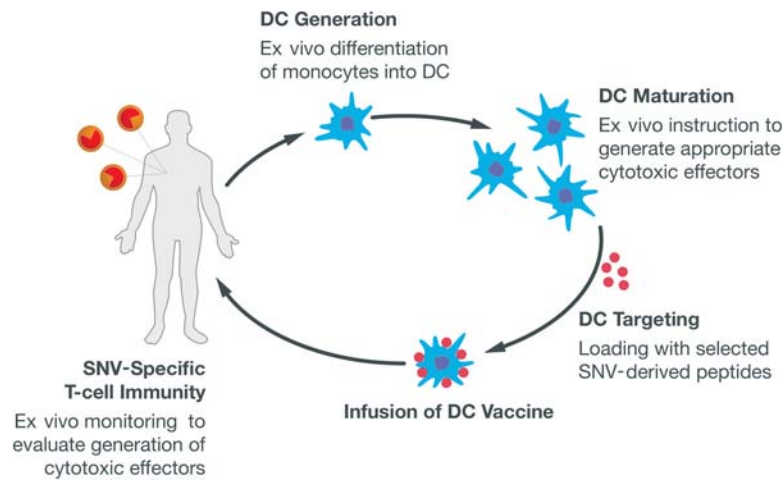 DC Generation
Ex vivo differentiation
of monocytes into DC
DC Maturation
Ex vivo instruction to
generate appropriate
cytotoxic effectors
DC Targeting
Loading with selected
SNV-derived peptides
Infusion of DC Vaccine
SNV-Specific
T-cell Immunity
Ex vivo monitoring to
evaluate generation of
cytotoxic effectors